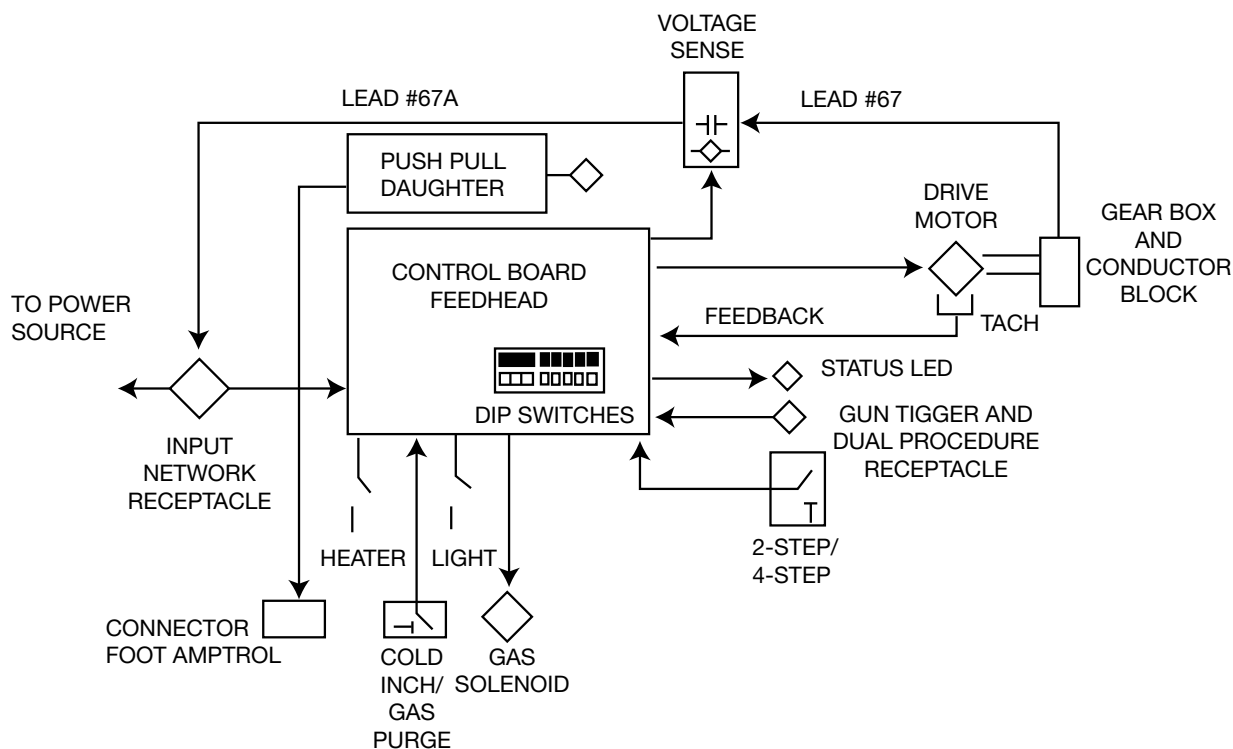 VOLTAGE
SENSE
LEAD #67A
LEAD #67
PUSH PULL
DAUGHTER
DRIVE
MOTOR
GEAR BOX
AND
CONDUCTOR
BLOCK
CONTROL BOARD
FEEDHEAD
TO POWER
SOURCE
FEEDBACK
TACH
STATUS LED
DIP SWITCHES
GUN TIGGER AND
DUAL PROCEDURE
RECEPTACLE
INPUT
NETWORK
RECEPTACLE
HEATER
LIGHT
2-STEP/
4-STEP
CONNECTOR
FOOT AMPTROL
COLD
INCH/
GAS
PURGE
GAS
SOLENOID